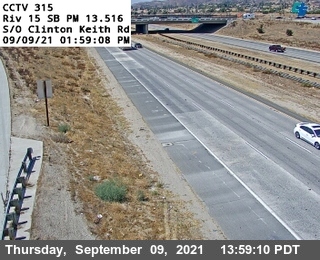 CCTV 315
Riv 15 SB PM 13.516
S/O Clinton Keith Rd
09/09/21 01:59:08 PM
Thursday, September 09, 2021 13:59:10 PDT